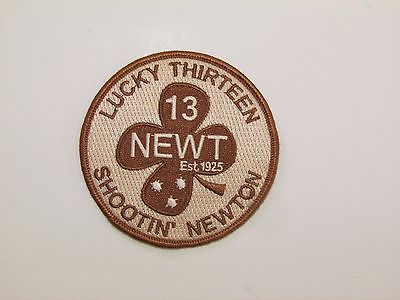 LUCKY THIRTEEN
13
NEWT
Est 1925
SHOOTIN' NEWTON